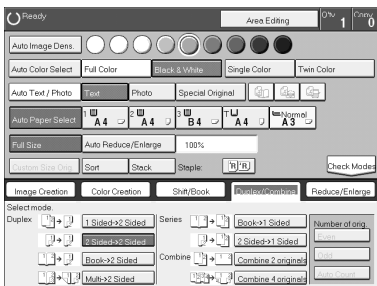 Ready
Area Editing
Q'ty 1 Copy 0
Auto Image Dens.
Auto Color Select Full Color Black & White Single Color Twin Color
Auto Text / Photo Text Photo Special Original
Auto Paper Select 1 A4 2 A4 3 B4 T A4 Normal A3
Full Size Auto Reduce/Enlarge 100%
Custom Size Orig. Sort Stack Staple: R R Check Modes
Image Creation Color Creation Shift/Book Duplex/Combine Reduce/Enlarge
Select mode.
Duplex 1 Sided->2 Sided Series Book->1 Sided Number of orig.
2 Sided->2 Sided 2 Sided->1 Sided Even
Book->2 Sided Combine Combine 2 originals Odd
Multi->2 Sided Combine 4 originals Auto Count